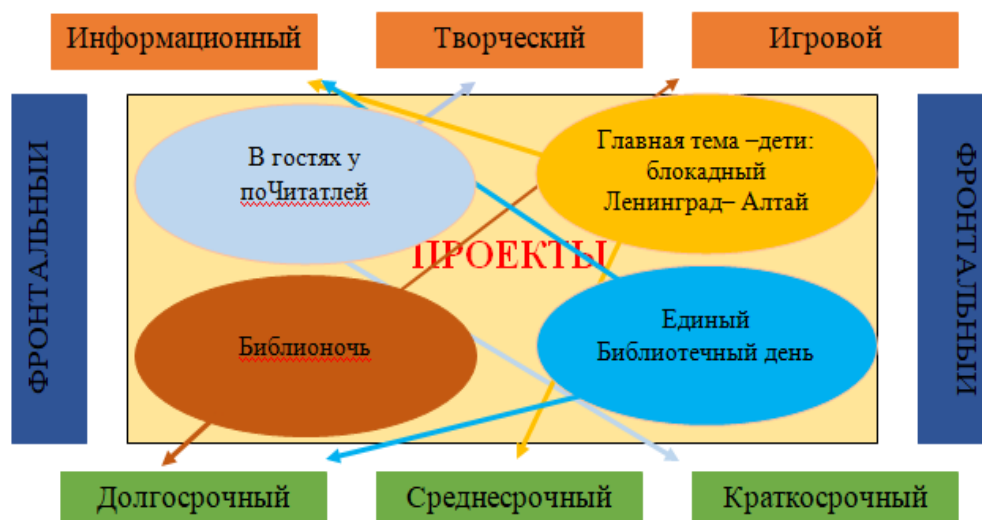 Информационный
Творческий
Игровой
ФРОНТАЛЬНЫЙ
В гостях у
поЧитатлей
Главная тема –дети:
блокадный
Ленинград– Алтай
ПРОЕКТЫ
Библионочь
Единый
Библиотечный день
ФРОНТАЛЬНЫЙ
Долгосрочный
Среднесрочный
Краткосрочный